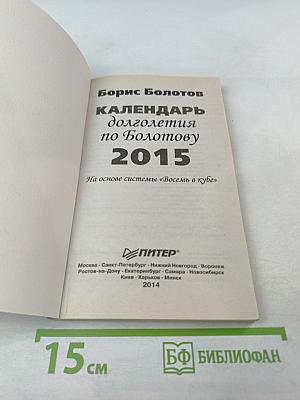 Борис Болотов
КАЛЕНДАРЬ
долголетия
по Болотову
2015
На основе системы «Восемь в кубе»
ПИТЕР®
Москва · Санкт-Петербург · Нижний Новгород · Воронеж
Ростов-на-Дону · Екатеринбург · Самара · Новосибирск
Киев · Харьков · Минск
2014
15 см
БФ БИБЛИОФАН